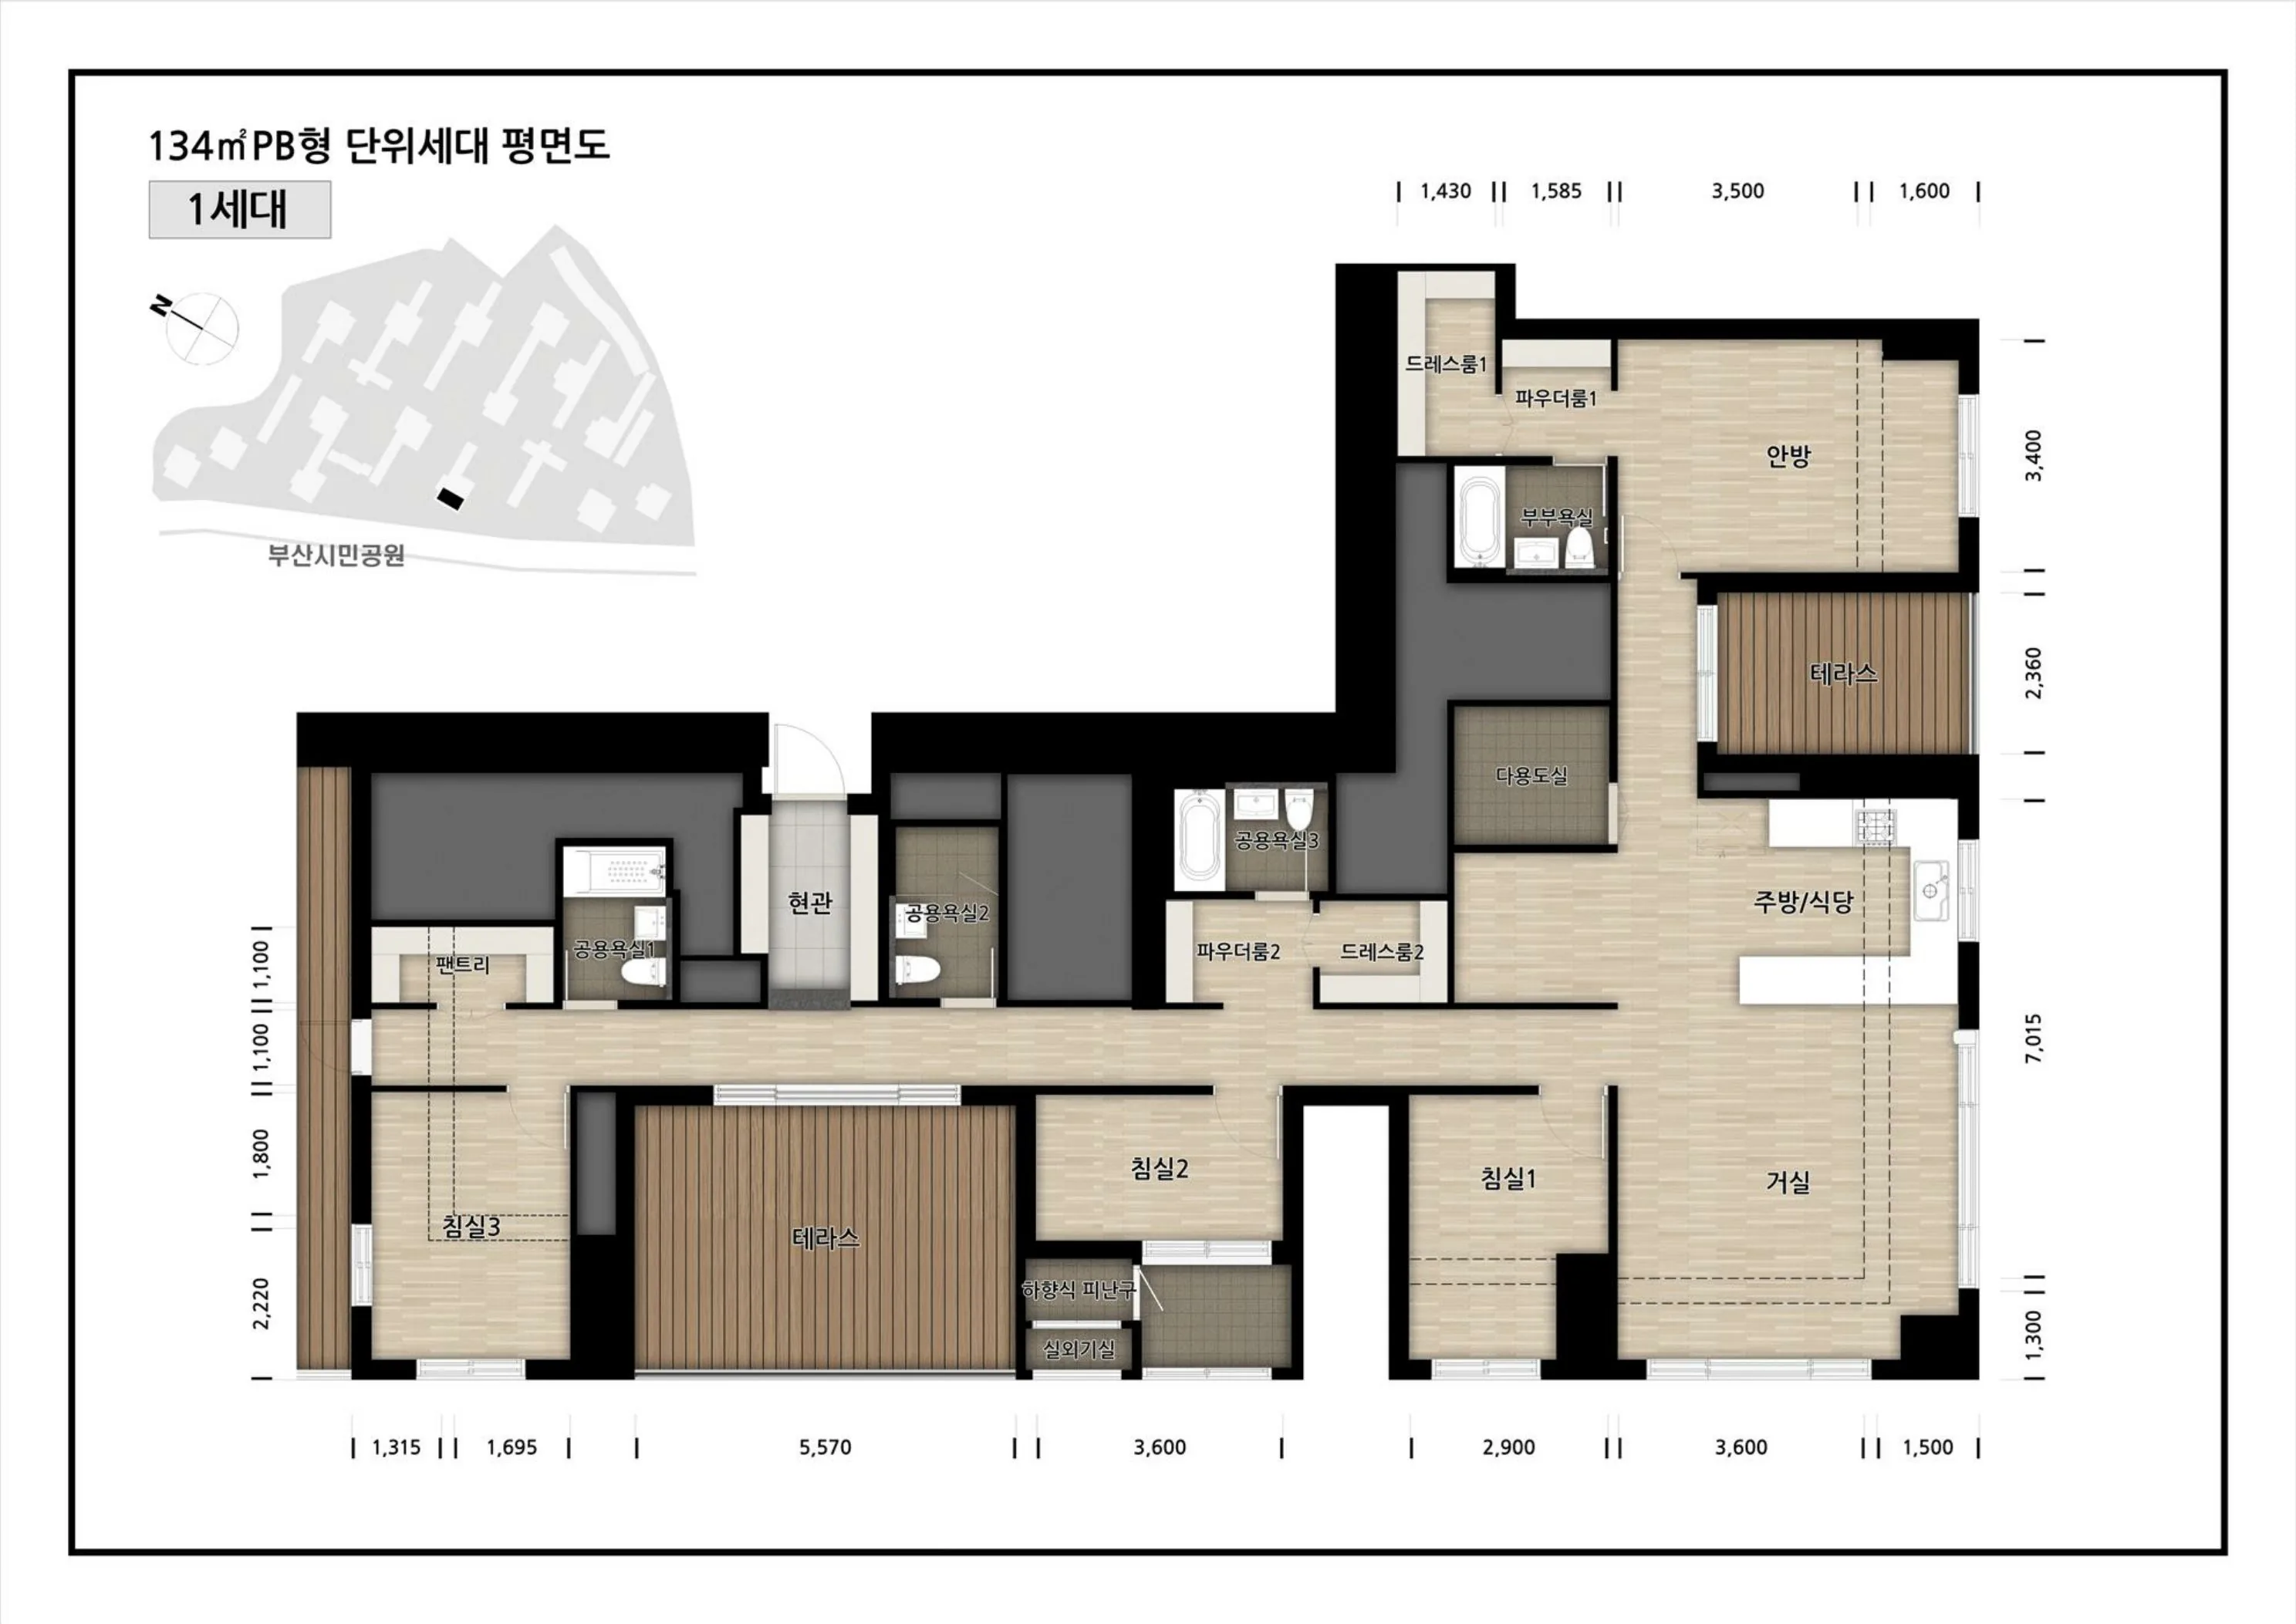 134㎡PB형 단위세대 평면도
1세대
N
부산시민공원
1,430 1,585 3,500 1,600
드레스룸1
파우더룸1
안방
3,400
부부욕실
테라스
2,360
다용도실
공용욕실3
현관
공용욕실2
주방/식당
공용욕실1
팬트리
파우더룸2
드레스룸2
1,100
1,100
7,015
1,800
침실2
침실1
거실
침실3
테라스
하향식 피난구
2,220
실외기실
1,300
1,315 1,695 5,570 3,600 2,900 3,600 1,500